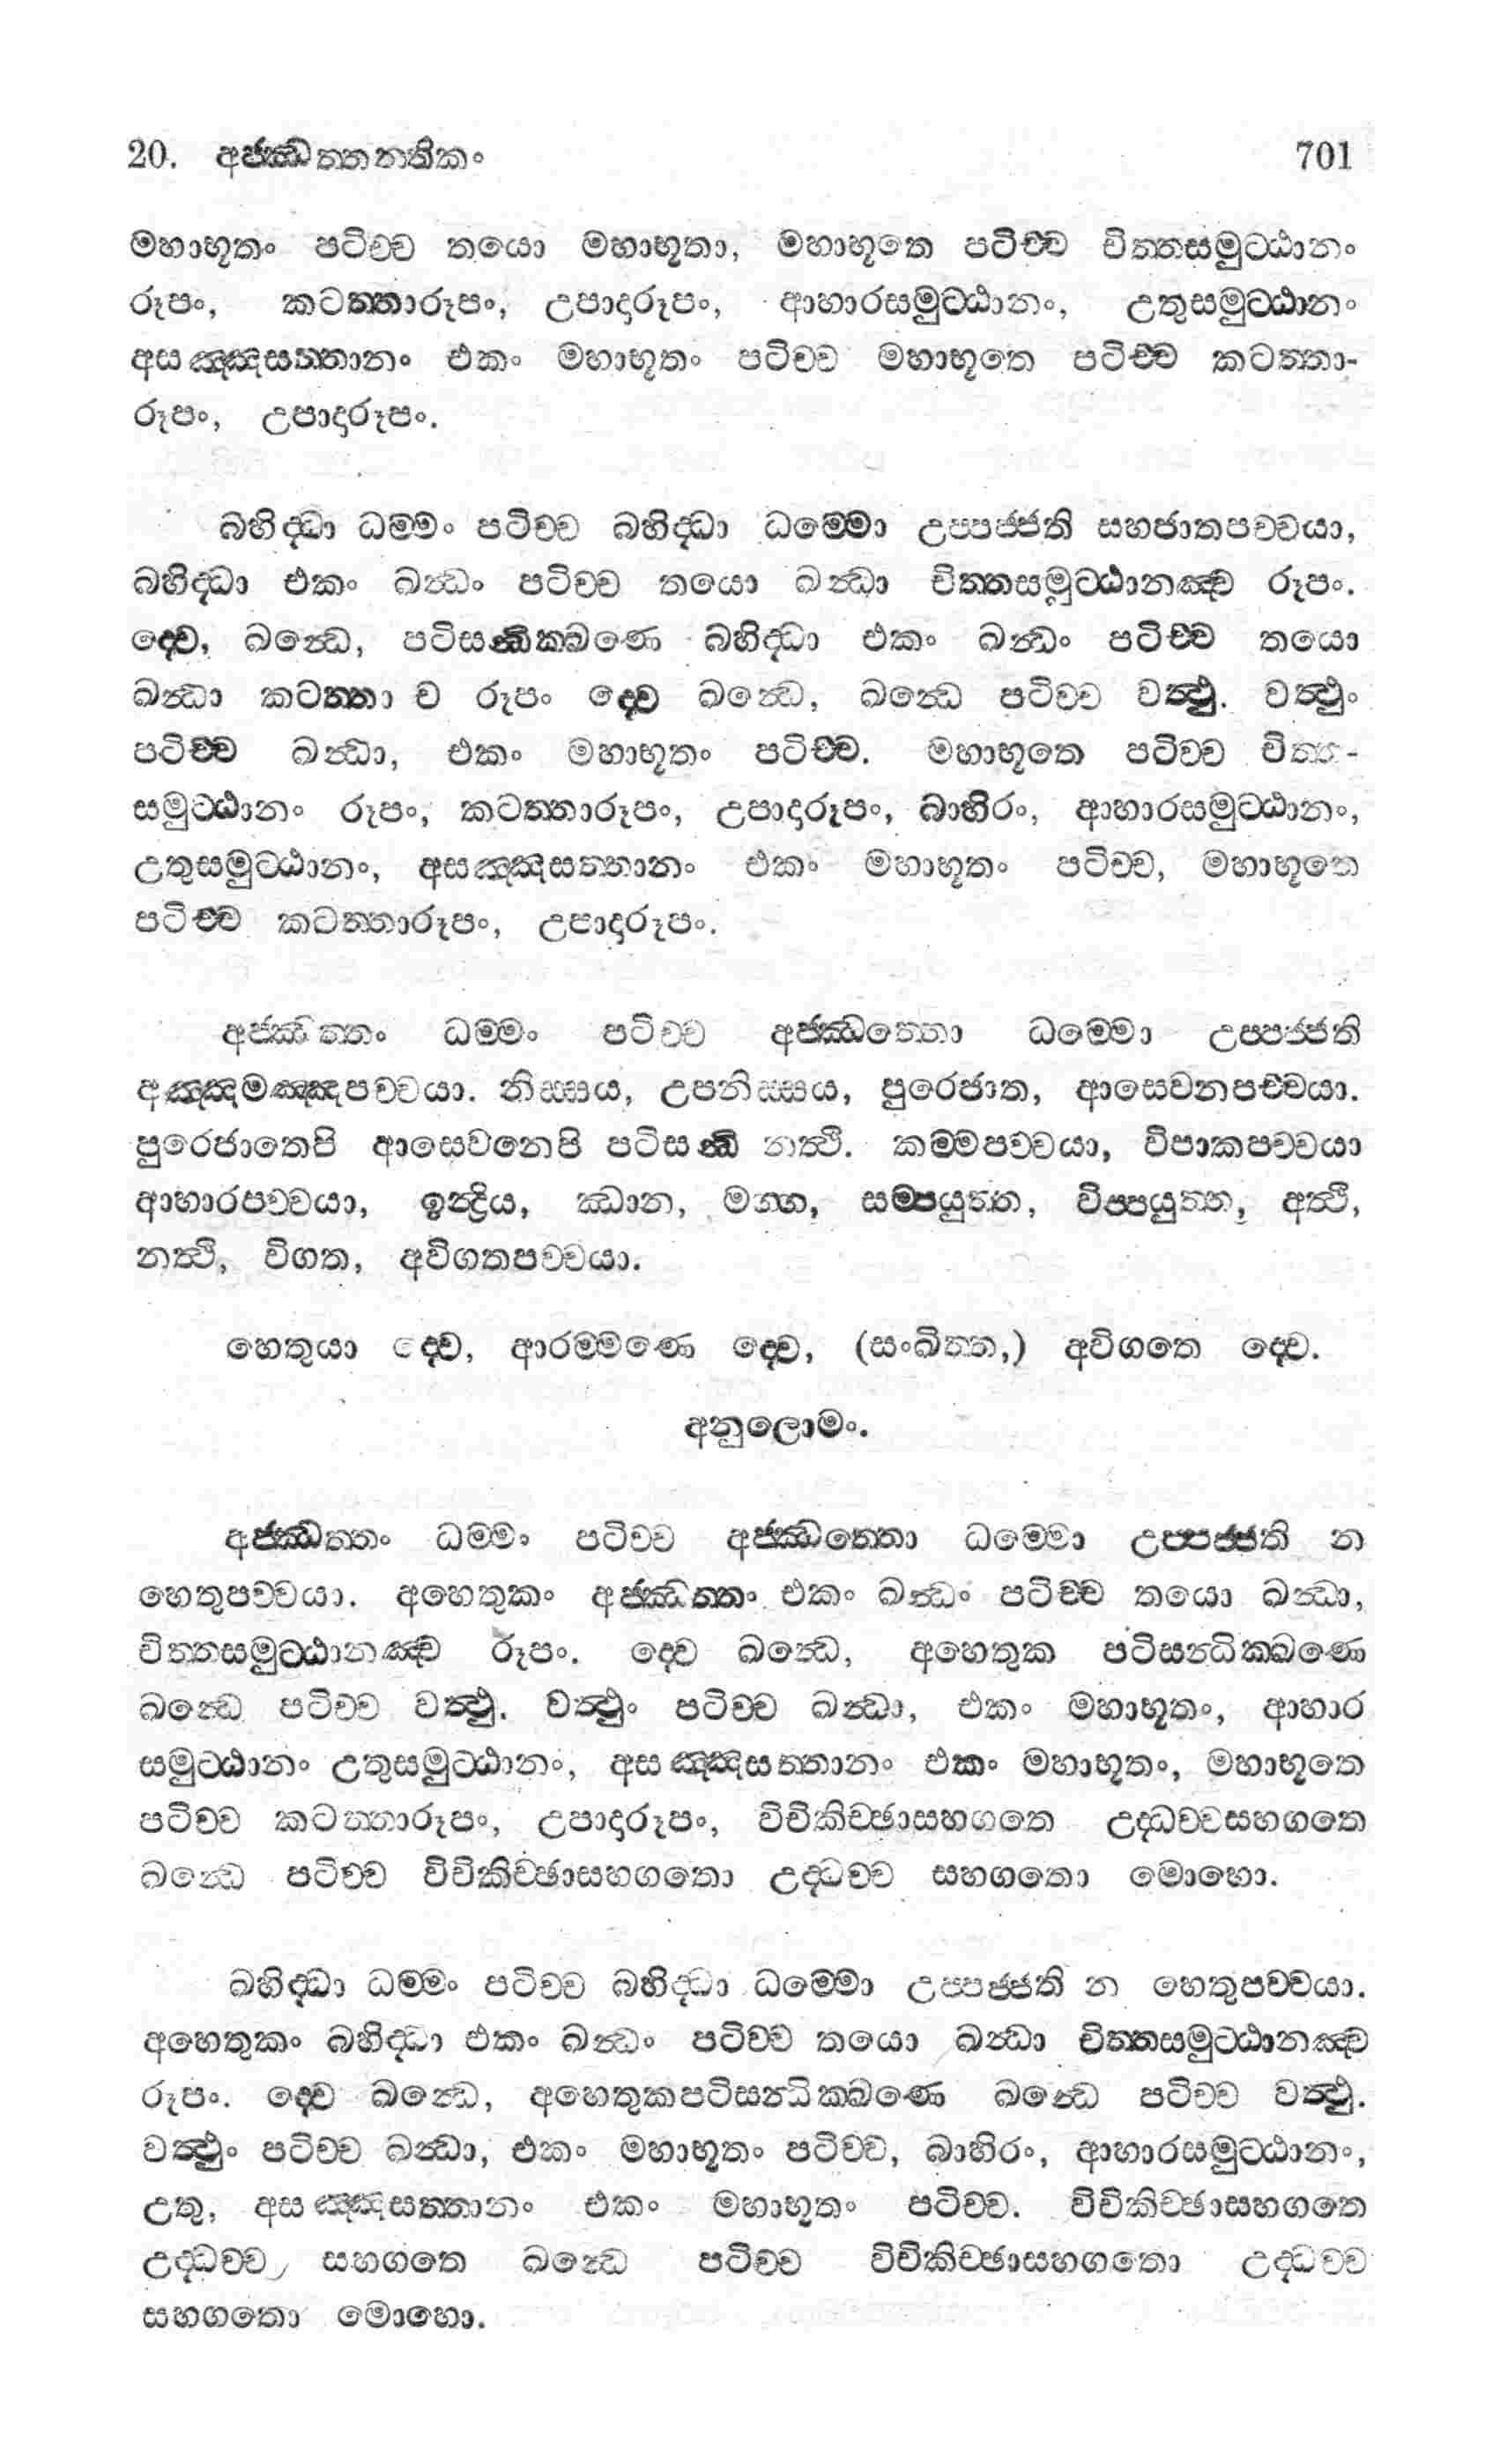 20. අජ්ඣත්තත්තිකං 701
මහාභූතං පටිච්ච තයො මහාභූතා, මහාභූතෙ පටිච්ච චිත්තසමුට්ඨානං
රූපං, කටත්තාරූපං, උපාදාරූපං, ආහාරසමුට්ඨානං, උතුසමුට්ඨානං
අසඤ්ඤසත්තානං එකං මහාභූතං පටිච්ච මහාභූතෙ පටිච්ච කටත්තා-
රූපං, උපාදාරූපං.
බහිද්ධා ධම්මං පටිච්ච බහිද්ධා ධම්මො උප්පජ්ජති සහජාතපච්චයා,
බහිද්ධා එකං ඛන්ධං පටිච්ච තයො ඛන්ධා චිත්තසමුට්ඨානඤ්ච රූපං.
ද්වෙ, ඛන්ධෙ, පටිසන්ධික්ඛණෙ බහිද්ධා එකං ඛන්ධං පටිච්ච තයො
ඛන්ධා කටත්තා ච රූපං ද්වෙ ඛන්ධෙ, ඛන්ධෙ පටිච්ච වත්ථු. වත්ථුං
පටිච්ච ඛන්ධා, එකං මහාභූතං පටිච්ච. මහාභූතෙ පටිච්ච චිත්ත-
සමුට්ඨානං රූපං, කටත්තාරූපං, උපාදාරූපං, බාහිරං, ආහාරසමුට්ඨානං,
උතුසමුට්ඨානං, අසඤ්ඤසත්තානං එකං මහාභූතං පටිච්ච, මහාභූතෙ
පටිච්ච කටත්තාරූපං, උපාදාරූපං.
අජ්ඣත්තං ධම්මං පටිච්ච අජ්ඣත්තො ධම්මො උප්පජ්ජති
අඤ්ඤමඤ්ඤපච්චයා. නිස්සය, උපනිස්සය, පුරෙජාත, ආසෙවනපච්චයා.
පුරෙජාතෙපි ආසෙවනෙපි පටිසන්ධි නත්ථි. කම්මපච්චයා, විපාකපච්චයා
ආහාරපච්චයා, ඉන්ද්‍රිය, ඣාන, මග්ග, සම්පයුත්ත, විප්පයුත්ත, අත්ථි,
නත්ථි, විගත, අවිගතපච්චයා.
හෙතුයා ද්වෙ, ආරම්මණෙ ද්වෙ, (සංඛිත්ත,) අවිගතෙ ද්වෙ.
අනුලොමං.
අජ්ඣත්තං ධම්මං පටිච්ච අජ්ඣත්තො ධම්මො උප්පජ්ජති න
හෙතුපච්චයා. අහෙතුකං අජ්ඣත්තං එකං ඛන්ධං පටිච්ච තයො ඛන්ධා,
චිත්තසමුට්ඨානඤ්ච රූපං. ද්වෙ ඛන්ධෙ, අහෙතුක පටිසන්ධික්ඛණෙ
ඛන්ධෙ පටිච්ච වත්ථු. වත්ථුං පටිච්ච ඛන්ධා, එකං මහාභූතං, ආහාර
සමුට්ඨානං උතුසමුට්ඨානං, අසඤ්ඤසත්තානං එකං මහාභූතං, මහාභූතෙ
පටිච්ච කටත්තාරූපං, උපාදාරූපං, විචිකිච්ඡාසහගතෙ උද්ධච්චසහගතෙ
ඛන්ධෙ පටිච්ච විචිකිච්ඡාසහගතො උද්ධච්ච සහගතො මොහො.
ඛහිද්ධා ධම්මං පටිච්ච බහිද්ධා ධම්මො උප්පජ්ජති න හෙතුපච්චයා.
අහෙතුකං බහිද්ධා එකං ඛන්ධං පටිච්ච තයො ඛන්ධා චිත්තසමුට්ඨානඤ්ච
රූපං. ද්වෙ ඛන්ධෙ, අහෙතුකපටිසන්ධික්ඛණෙ ඛන්ධෙ පටිච්ච වත්ථු.
වත්ථුං පටිච්ච ඛන්ධා, එකං මහාභූතං පටිච්ච, බාහිරං, ආහාරසමුට්ඨානං,
උතු, අසඤ්ඤසත්තානං එකං මහාභූතං පටිච්ච. විචිකිච්ඡාසහගතෙ
උද්ධච්ච සහගතෙ ඛන්ධෙ පටිච්ච විචිකිච්ඡාසහගතො උද්ධච්ච
සහගතො මොහො.